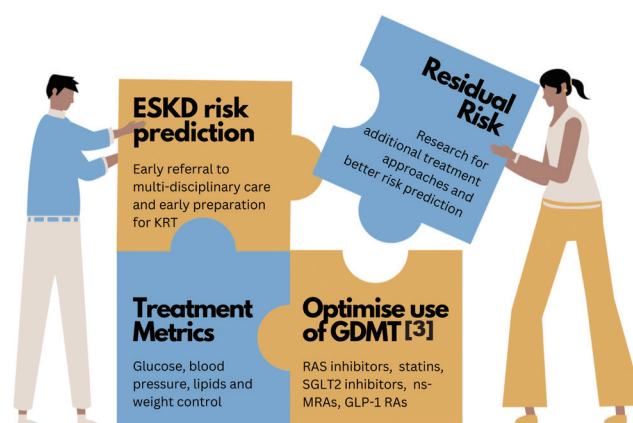 ESKD risk
prediction
Early referral to
multi-disciplinary care
and early preparation
for KRT
Residual
Risk
Research for
additional treatment
approaches and
better risk prediction
Treatment
Metrics
Glucose, blood
pressure, lipids and
weight control
Optimise use
of GDMT [3]
RAS inhibitors, statins,
SGLT2 inhibitors, ns-
MRAs, GLP-1 RAs